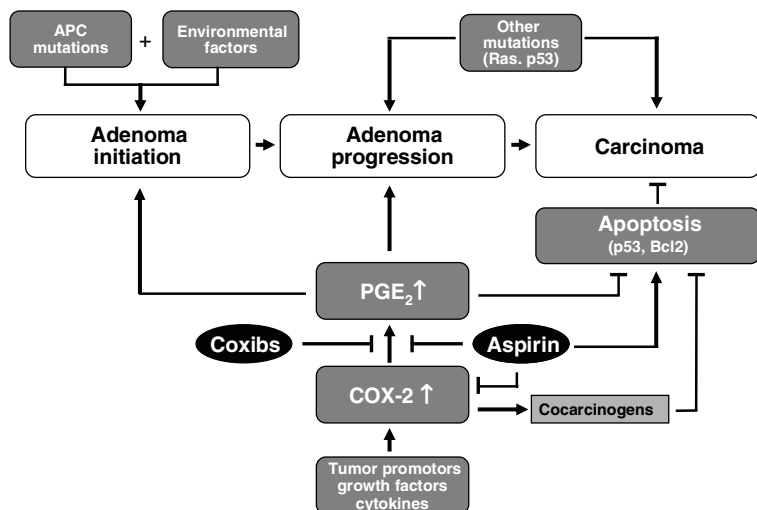 APC
mutations
+
Environmental
factors
Other
mutations
(Ras. p53)
Adenoma
initiation
Adenoma
progression
Carcinoma
Apoptosis
(p53, Bcl2)
PGE₂↑
Coxibs
Aspirin
COX-2 ↑
Cocarcinogens
Tumor promotors
growth factors
cytokines